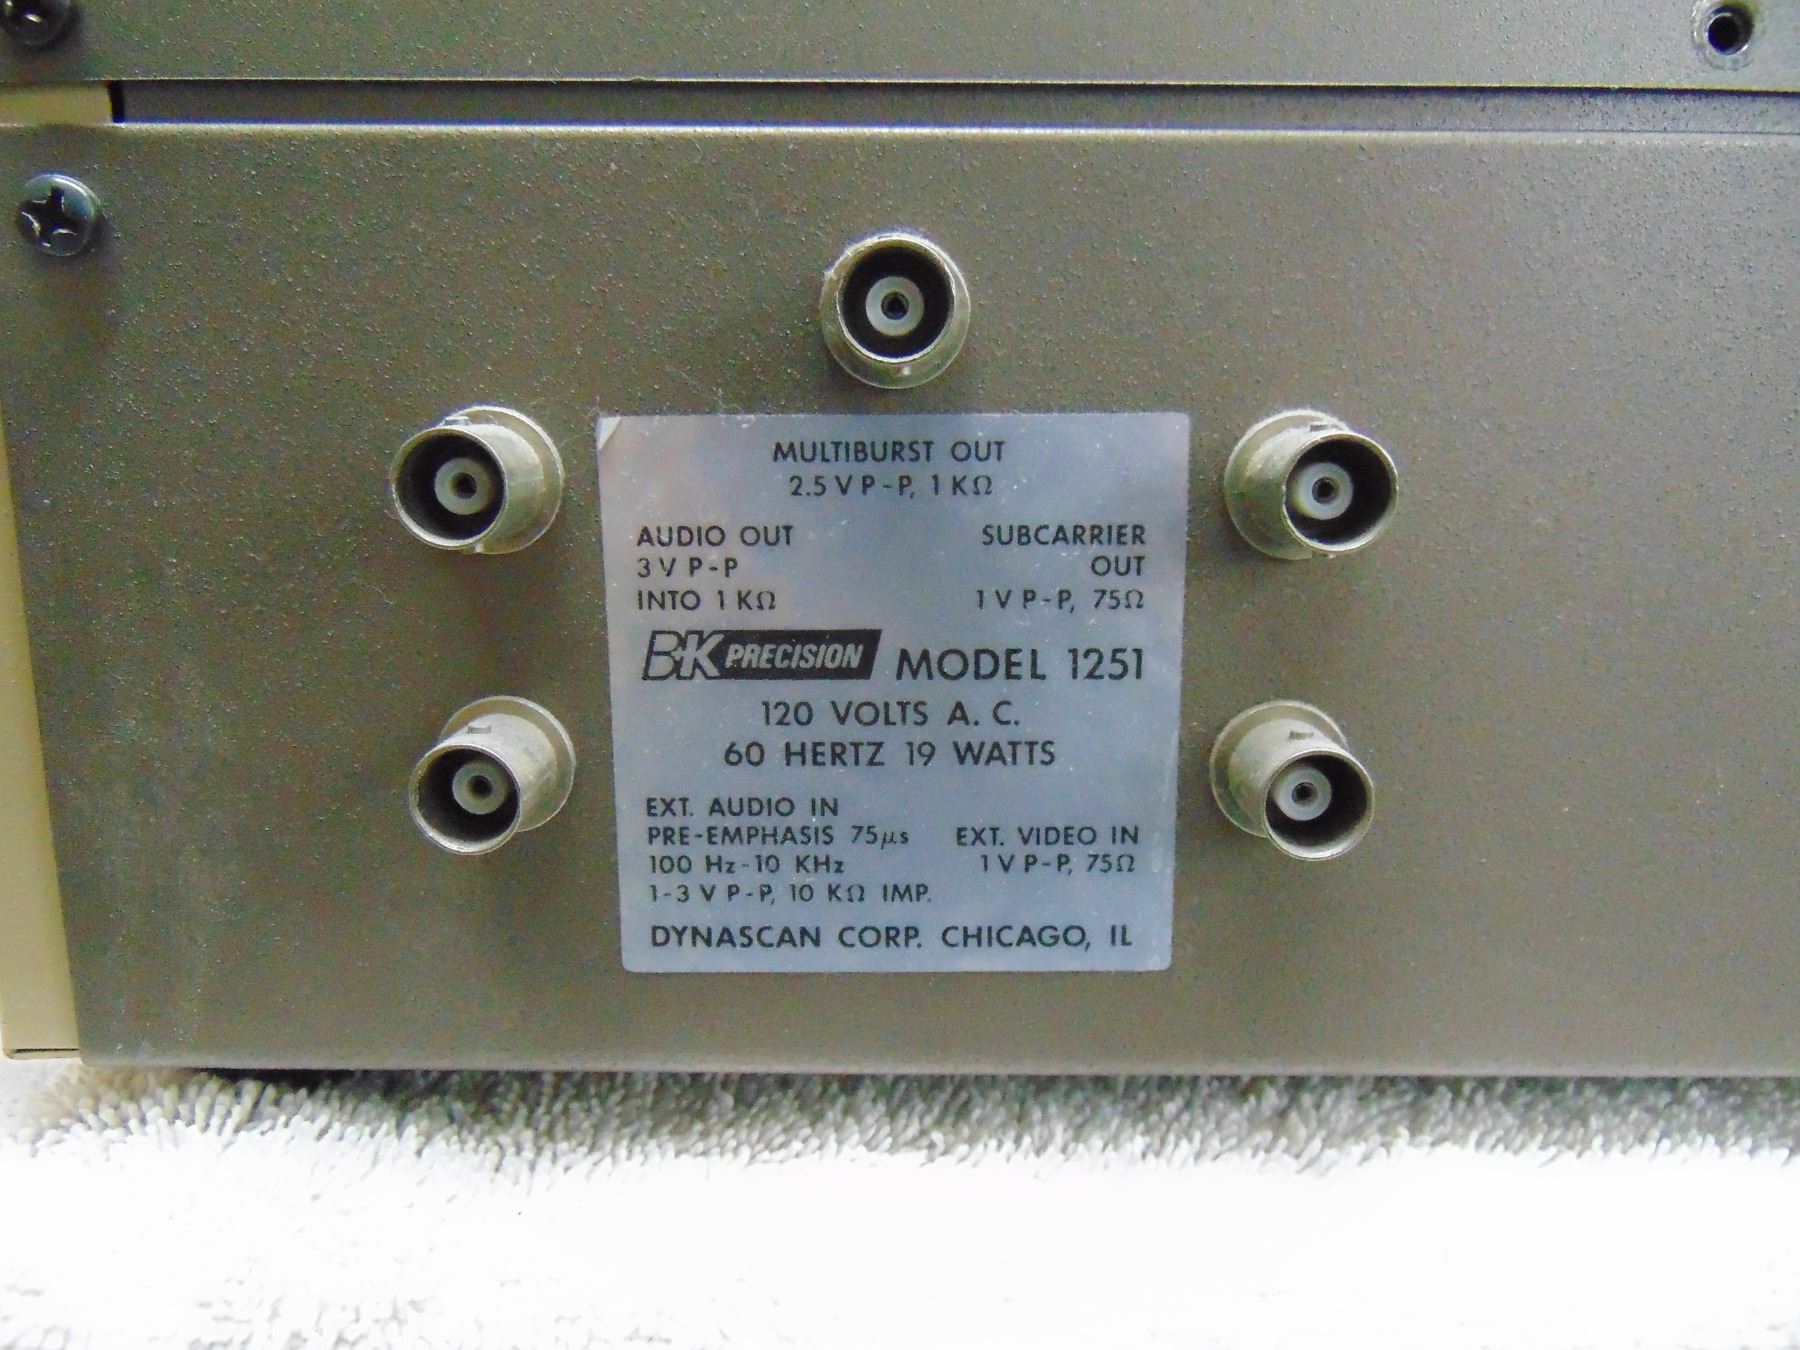 MULTIBURST OUT
2.5 V P-P, 1 KΩ
AUDIO OUT
3 V P-P
INTO 1 KΩ
SUBCARRIER
OUT
1 V P-P, 75Ω
B+K PRECISION MODEL 1251
120 VOLTS A. C.
60 HERTZ 19 WATTS
EXT. AUDIO IN
PRE-EMPHASIS 75µs
100 Hz-10 KHz
1-3 V P-P, 10 KΩ IMP.
EXT. VIDEO IN
1 V P-P, 75Ω
DYNASCAN CORP. CHICAGO, IL